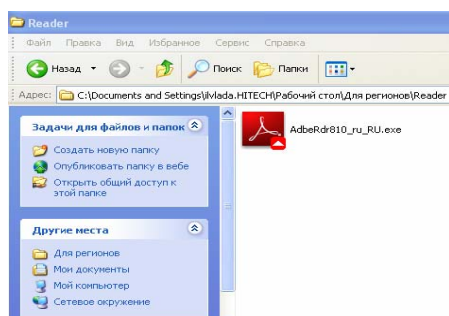 Reader
Файл Правка Вид Избранное Сервис Справка
Назад Поиск Папки
Адрес: C:\Documents and Settings\ilvlada.HITECH\Рабочий стол\Для регионов\Reader
Задачи для файлов и папок
Создать новую папку
Опубликовать папку в вебе
Открыть общий доступ к
этой папке
AdbeRdr810_ru_RU.exe
Другие места
Для регионов
Мои документы
Мой компьютер
Сетевое окружение